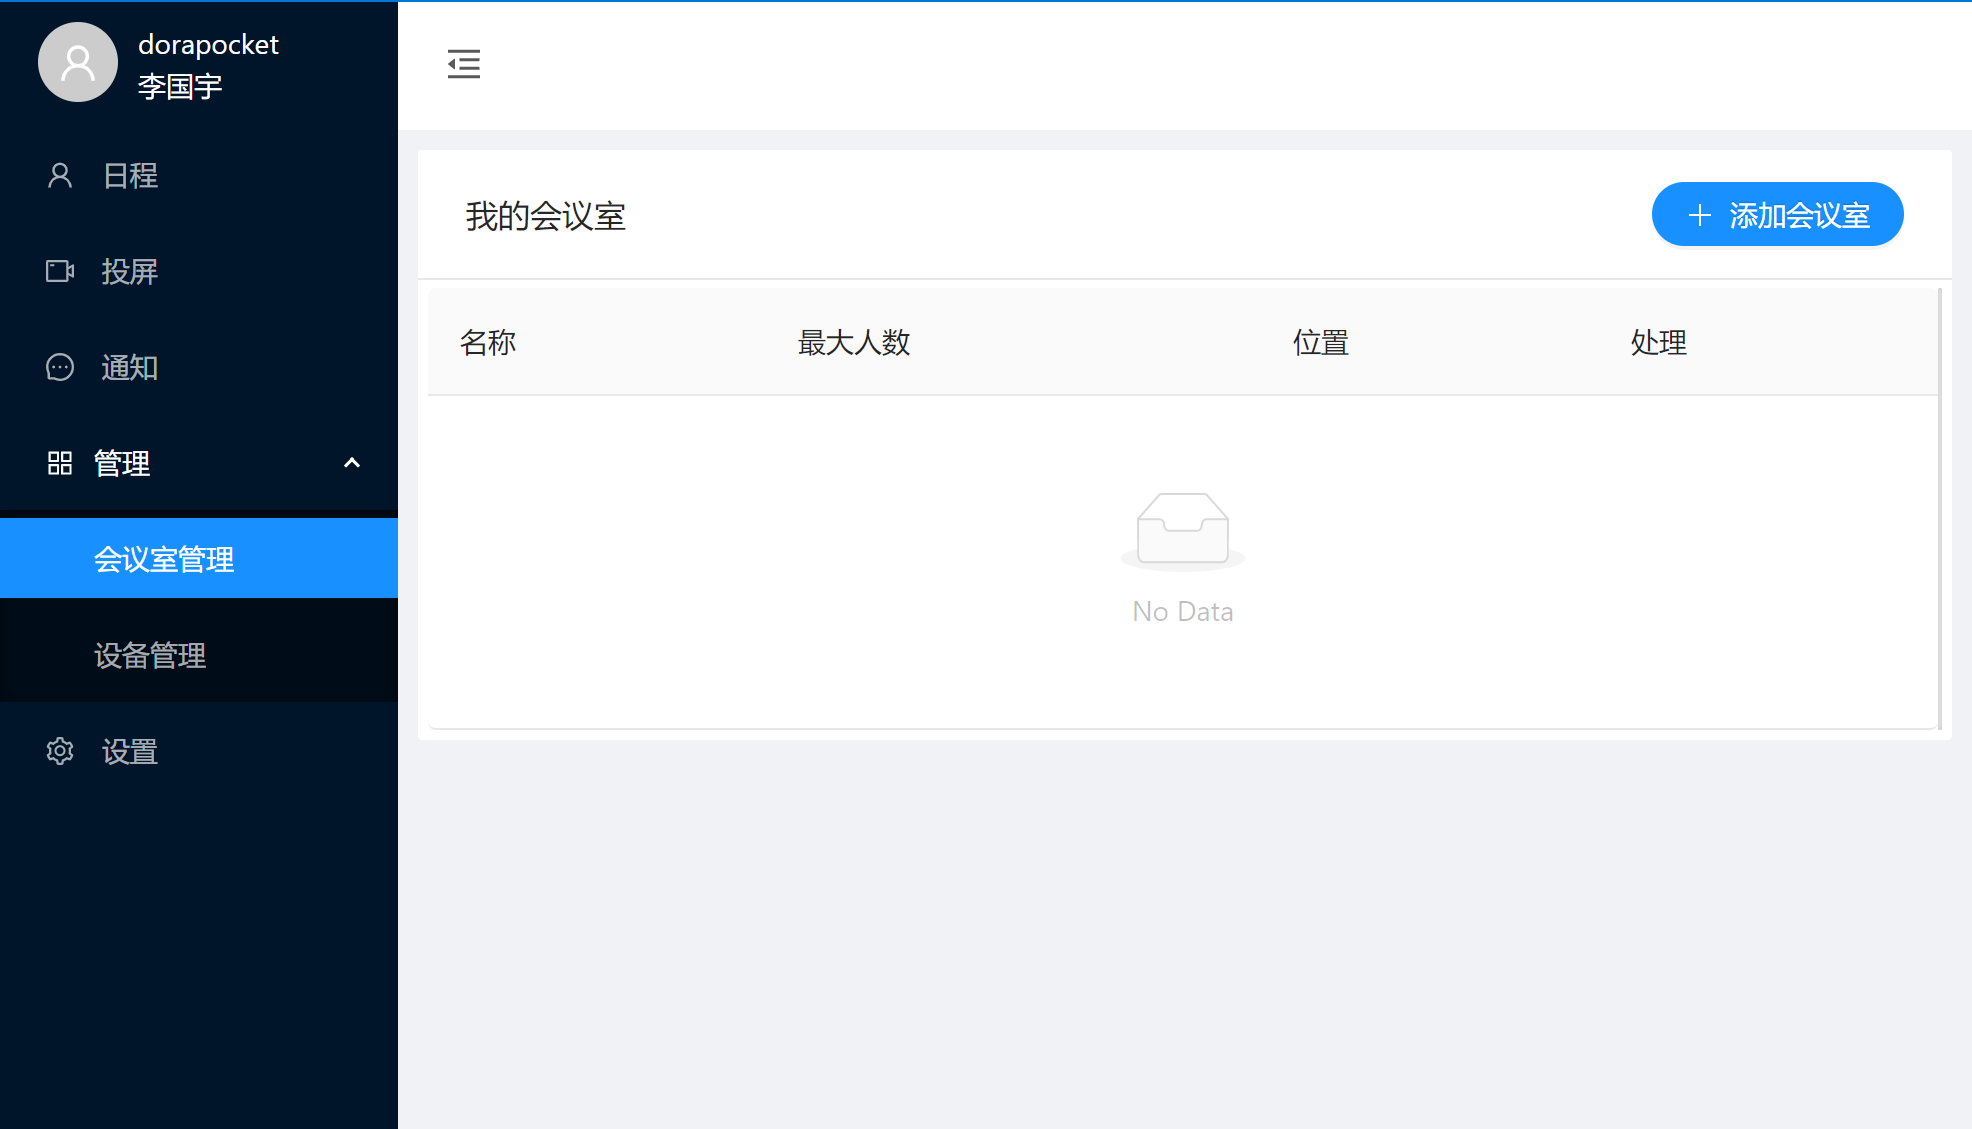 dorapocket
李国宇
日程
投屏
通知
管理
会议室管理
设备管理
设置
我的会议室
添加会议室
名称 最大人数 位置 处理
No Data